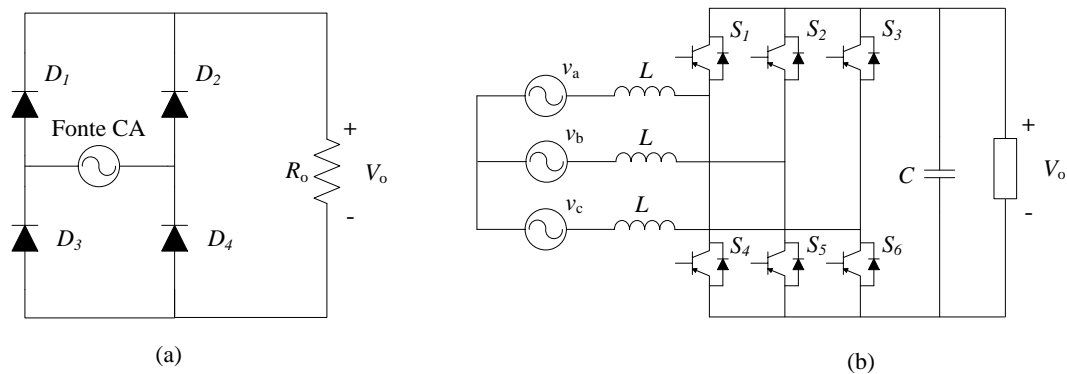 D1
D2
Fonte CA
D3
D4
Ro
+
Vo
-
(a)
S1
S2
S3
va
L
vb
L
vc
L
S4
S5
S6
C
+
Vo
-
(b)